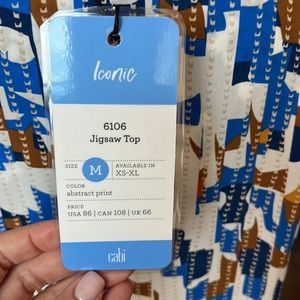 Iconic
6106
Jigsaw Top
SIZE
M
AVAILABLE IN
XS-XL
COLOR
abstract print
PRICE
USA 86 | CAN 108 | UK 66
cabi